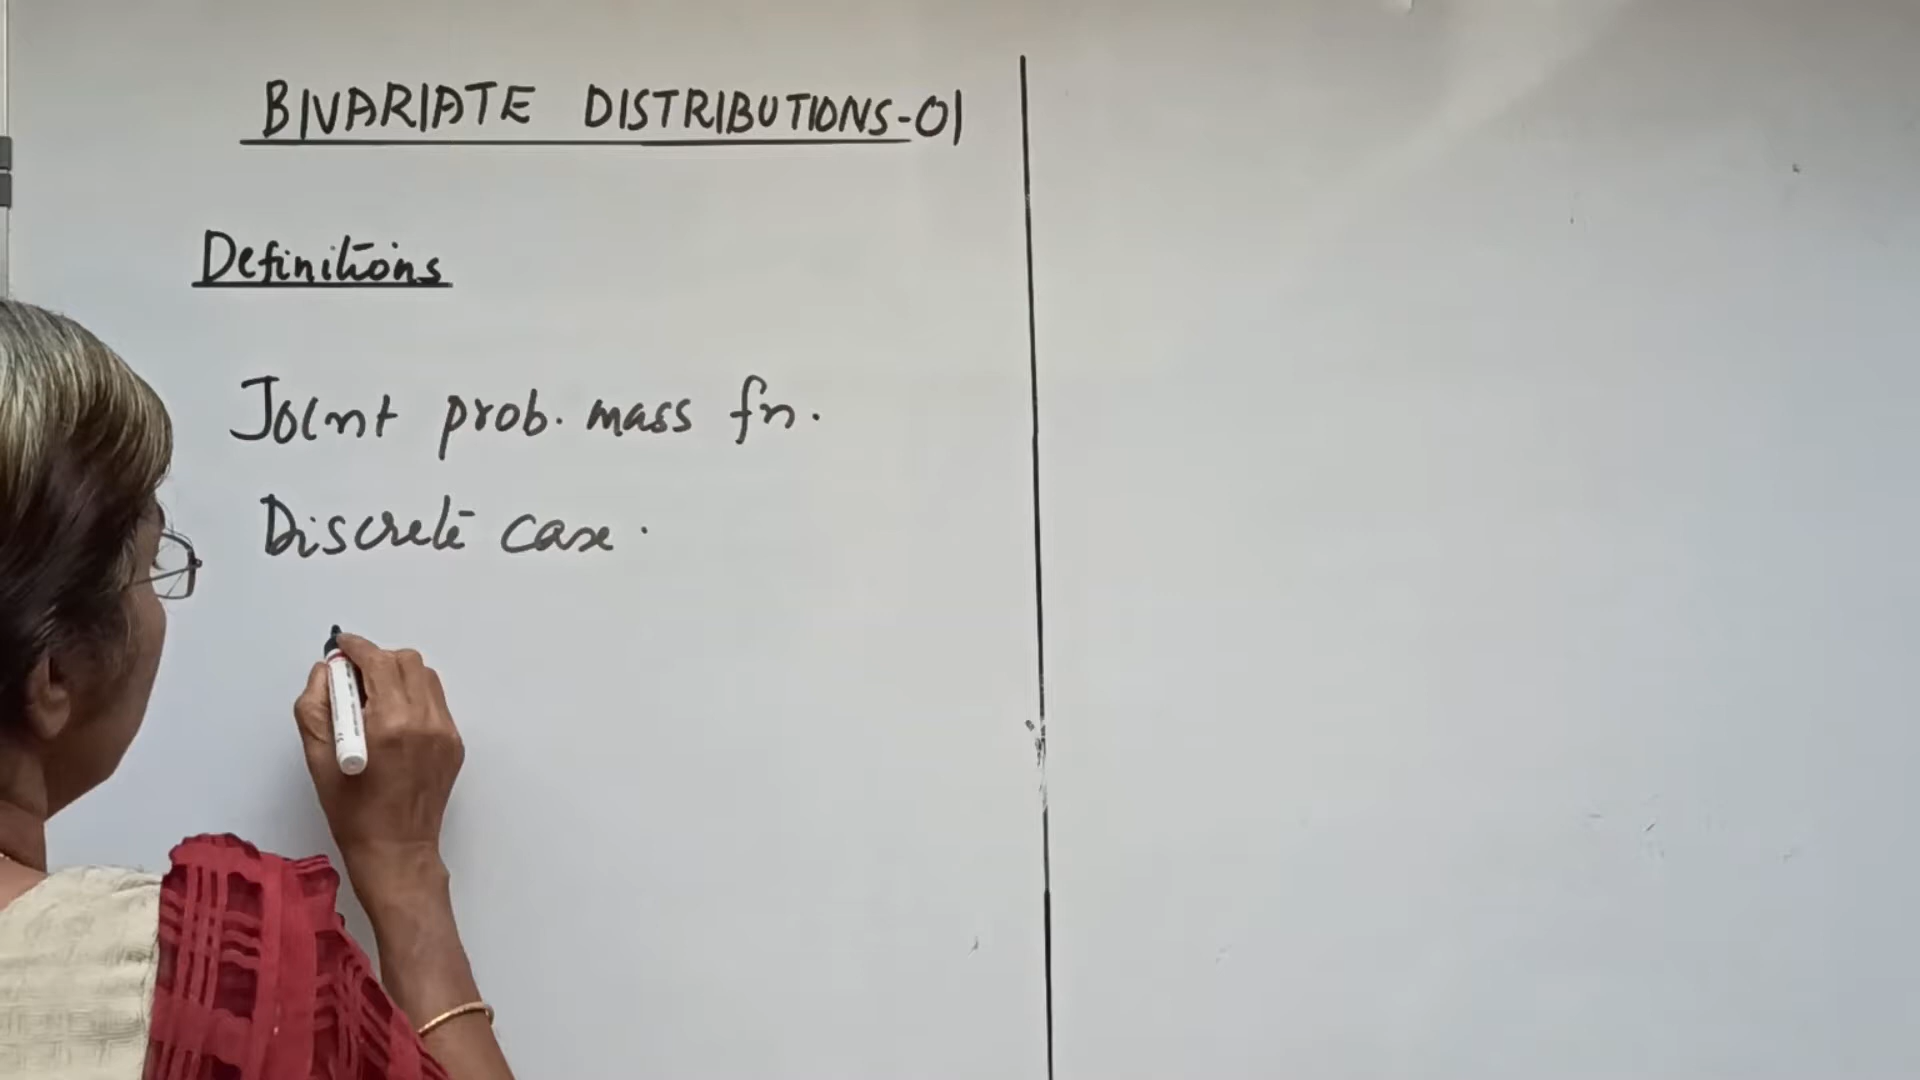 BIVARIATE DISTRIBUTIONS-01
Definitions
Joint prob. mass fn.
Discrete case.